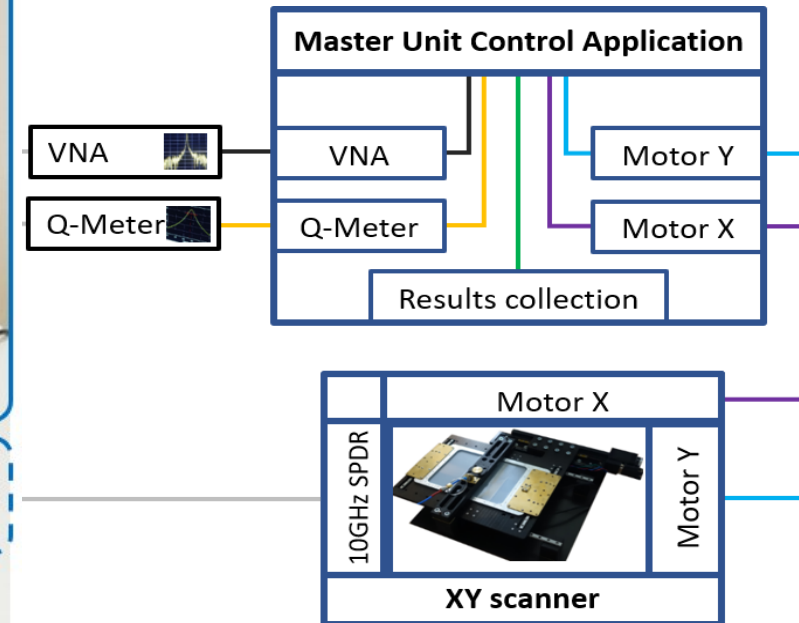 Master Unit Control Application
VNA
VNA
Motor Y
Q-Meter
Q-Meter
Motor X
Results collection
Motor X
10GHz SPDR
Motor Y
XY scanner